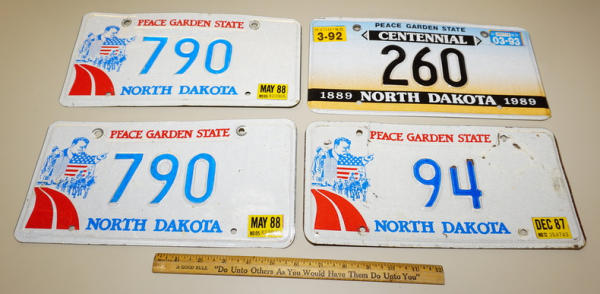 PEACE GARDEN STATE
790
MAY 88
NORTH DAKOTA
PEACE GARDEN STATE
3-92
CENTENNIAL
03-93
260
1889 NORTH DAKOTA 1989
PEACE GARDEN STATE
790
MAY 88
NORTH DAKOTA
PEACE GARDEN STATE
94
DEC 87
NORTH DAKOTA
A GOOD RULE "Do Unto Others As You Would Have Them Do Unto You"